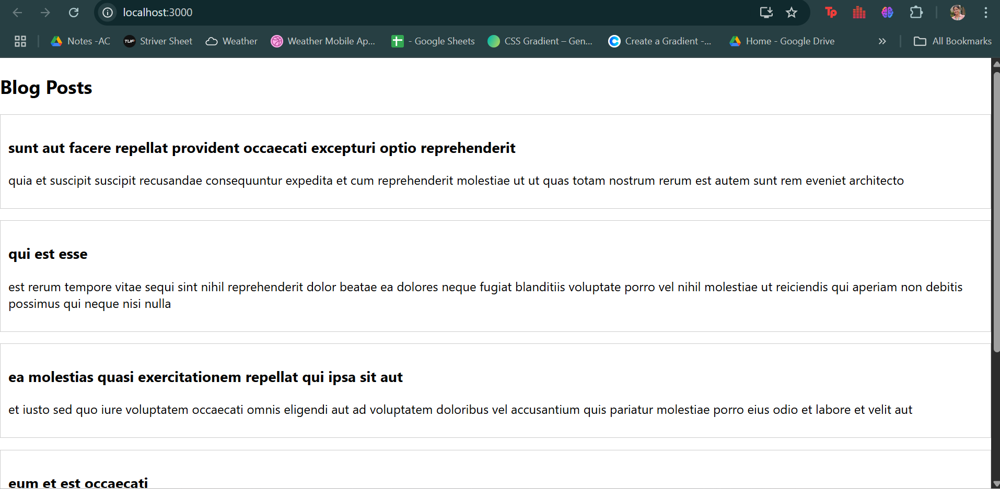 localhost:3000
Tp
Notes -AC
TUF Striver Sheet
Weather
Weather Mobile Ap...
- Google Sheets
CSS Gradient – Gen...
Create a Gradient -...
Home - Google Drive
All Bookmarks
Blog Posts
sunt aut facere repellat provident occaecati excepturi optio reprehenderit
quia et suscipit suscipit recusandae consequuntur expedita et cum reprehenderit molestiae ut ut quas totam nostrum rerum est autem sunt rem eveniet architecto
qui est esse
est rerum tempore vitae sequi sint nihil reprehenderit dolor beatae ea dolores neque fugiat blanditiis voluptate porro vel nihil molestiae ut reiciendis qui aperiam non debitis
possimus qui neque nisi nulla
ea molestias quasi exercitationem repellat qui ipsa sit aut
et iusto sed quo iure voluptatem occaecati omnis eligendi aut ad voluptatem doloribus vel accusantium quis pariatur molestiae porro eius odio et labore et velit aut
eum et est occaecati